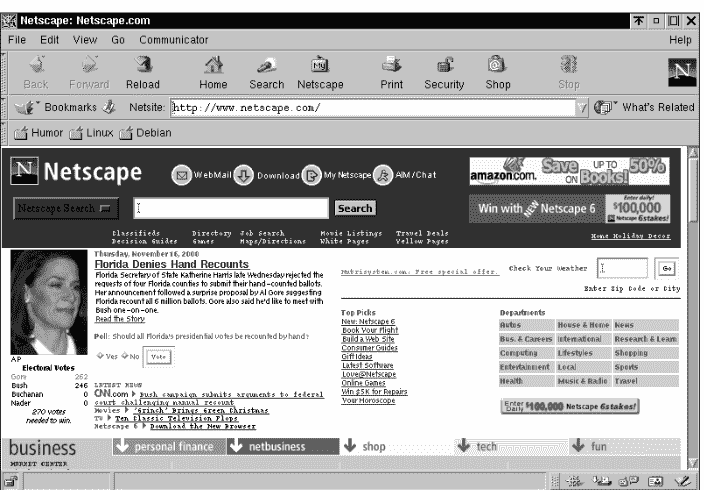 Netscape: Netscape.com
File Edit View Go Communicator Help
Back Forward Reload Home Search Netscape Print Security Shop Stop
Bookmarks Netsite: http://www.netscape.com/ What's Related
Humor Linux Debian
N Netscape WebMail Download My Netscape AIM/Chat
amazon.com. Save UP TO 50% ON Books!
Netscape Search Search
Win with NEW Netscape 6 Enter daily! $100,000 Netscape 6stakes!
Classifieds Directory Job Search Movie Listings Travel Deals
Decision Guides Games Maps/Directions White Pages Yellow Pages
Home Holiday Decor
Thursday, November 16, 2000
Florida Denies Hand Recounts
Florida Secretary of State Katherine Harris late Wednesday rejected the
requests of four Florida counties to submit their hand-counted ballots.
Her announcement followed a surprise proposal by Al Gore suggesting
Florida recount all 6 million ballots. Gore also said he'd like to meet with
Bush one-on-one.
Read the Story
Poll: Should all Florida's presidential votes be recounted by hand?
Yes No Vote
AP
Electoral Votes
Gore 262
Bush 246
Buchanan 0
Nader 0
270 votes
needed to win.
LATEST NEWS
CNN.com Bush campaign submits arguments to federal
court challenging manual recount
Movies 'Grinch' Brings Green Christmas
TV Ten Classic Television Flops
Netscape 6 Download the New Browser
Nutrisystem.com: Free special offer.
Check Your Weather Go
Enter Zip Code or City
Top Picks
New: Netscape 6
Book Your Flight
Build a Web Site
Consumer Guides
Gift Ideas
Latest Software
Love@Netscape
Online Games
Win $5K for Repairs
Your Horoscope
Departments
Autos House & Home News
Bus. & Careers International Research & Learn
Computing Lifestyles Shopping
Entertainment Local Sports
Health Music & Radio Travel
Enter Daily $100,000 Netscape 6stakes!
business personal finance netbusiness shop tech fun
MARKET CENTER